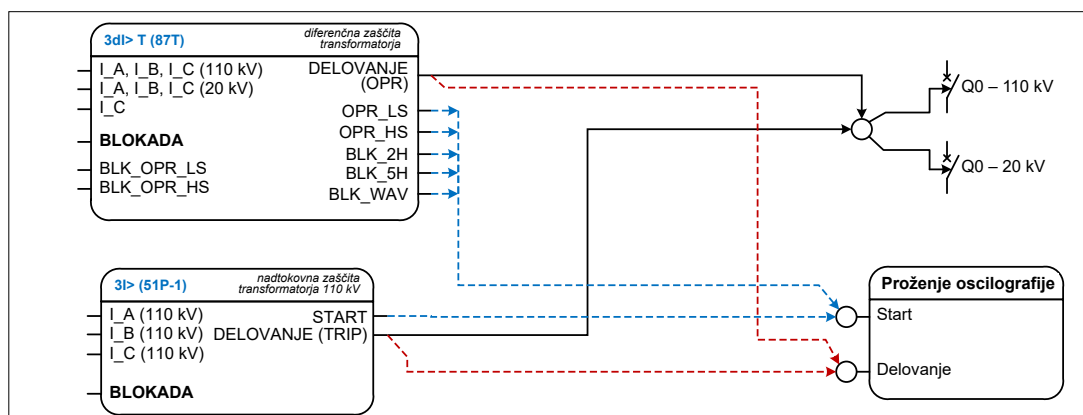 3dI> T (87T)
diferenčna zaščita
transformatorja
I_A, I_B, I_C (110 kV)
I_A, I_B, I_C (20 kV)
I_C
BLOKADA
BLK_OPR_LS
BLK_OPR_HS
DELOVANJE
(OPR)
OPR_LS
OPR_HS
BLK_2H
BLK_5H
BLK_WAV
Q0 – 110 kV
Q0 – 20 kV
3I> (51P-1)
nadtokovna zaščita
transformatorja 110 kV
I_A (110 kV)
I_B (110 kV)
I_C (110 kV)
BLOKADA
START
DELOVANJE (TRIP)
Proženje oscilografije
Start
Delovanje